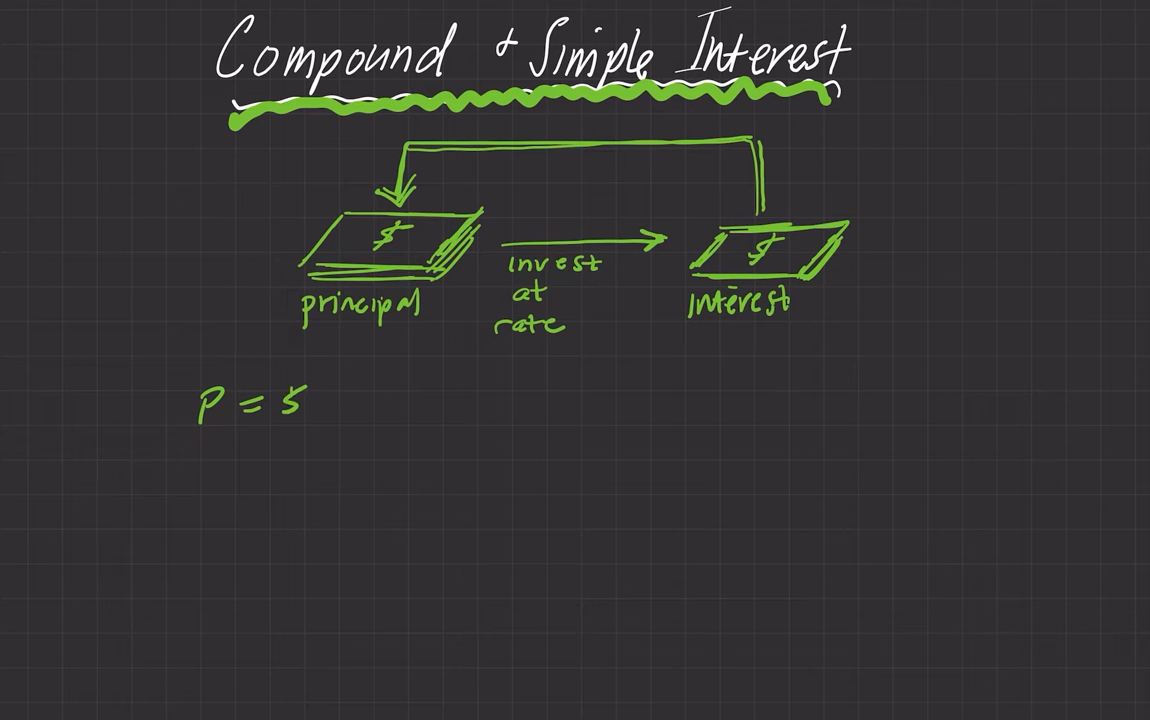 Compound & Simple Interest
$
$
invest
at
rate
principal
Interest
P = 5